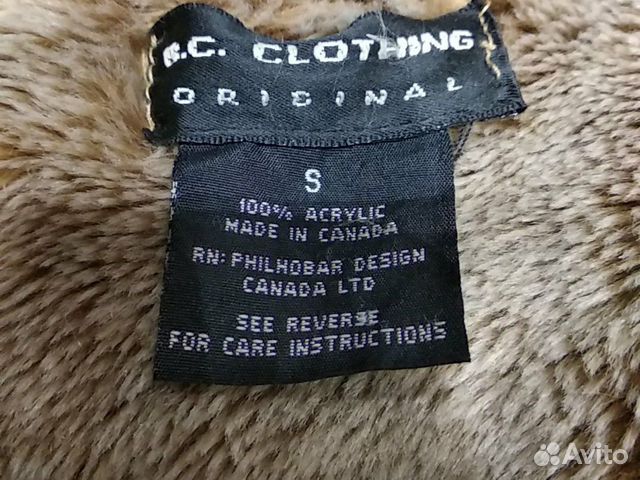 B.C. CLOTHING
ORIGINAL
S
100% ACRYLIC
MADE IN CANADA
RN: PHILHOBAR DESIGN
CANADA LTD
SEE REVERSE
FOR CARE INSTRUCTIONS
Avito